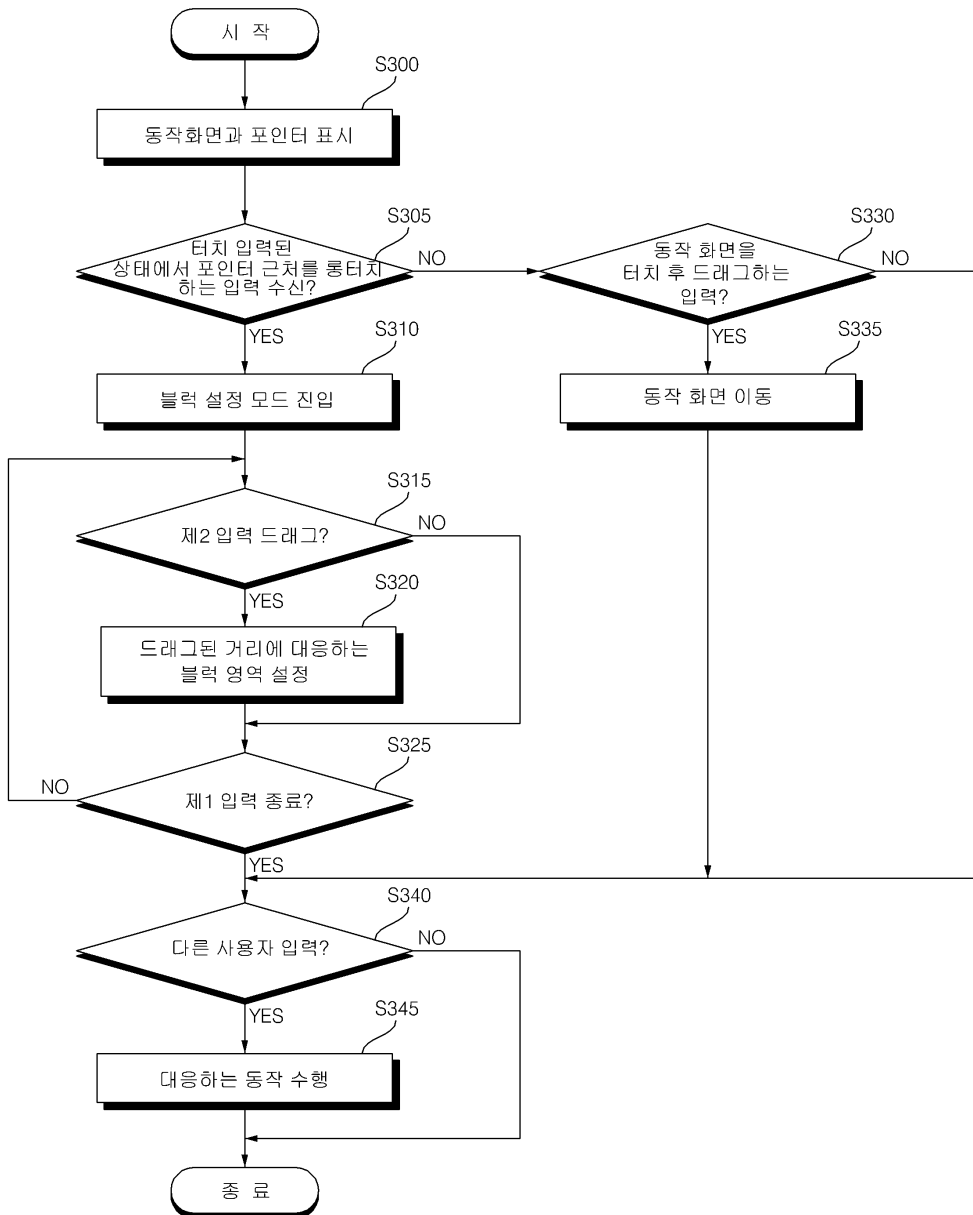 시 작
S300
동작화면과 포인터 표시
S305
터치 입력된
상태에서 포인터 근처를 롱터치
하는 입력 수신?
NO
YES
S330
동작 화면을
터치 후 드래그하는
입력?
NO
YES
S310
블럭 설정 모드 진입
S335
동작 화면 이동
S315
제2 입력 드래그?
NO
YES
S320
드래그된 거리에 대응하는
블럭 영역 설정
S325
NO
제1 입력 종료?
YES
S340
다른 사용자 입력?
NO
YES
S345
대응하는 동작 수행
종 료